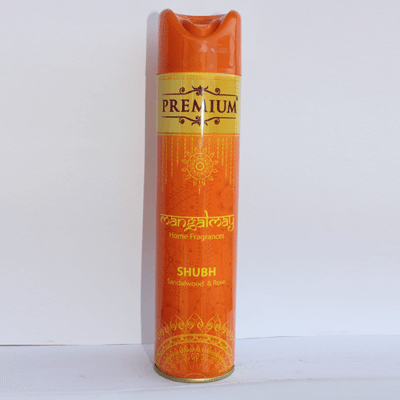 PREMIUM
mangalmay
Home Fragrances
SHUBH
Sandalwood & Rose